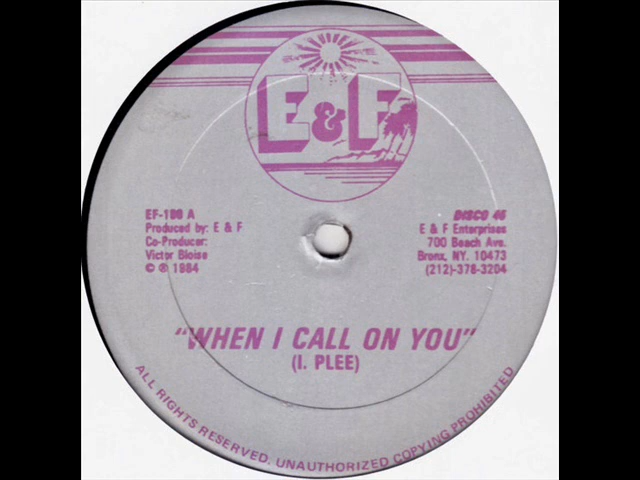 E&F
EF-100 A
Produced by: E & F
Co-Producer:
Victor Bloise
© ℗ 1984
DISCO 46
E & F Enterprises
700 Beach Ave.
Bronx, NY. 10473
(212)-378-3204
"WHEN I CALL ON YOU"
(I. PLEE)
ALL RIGHTS RESERVED. UNAUTHORIZED COPYING PROHIBITED